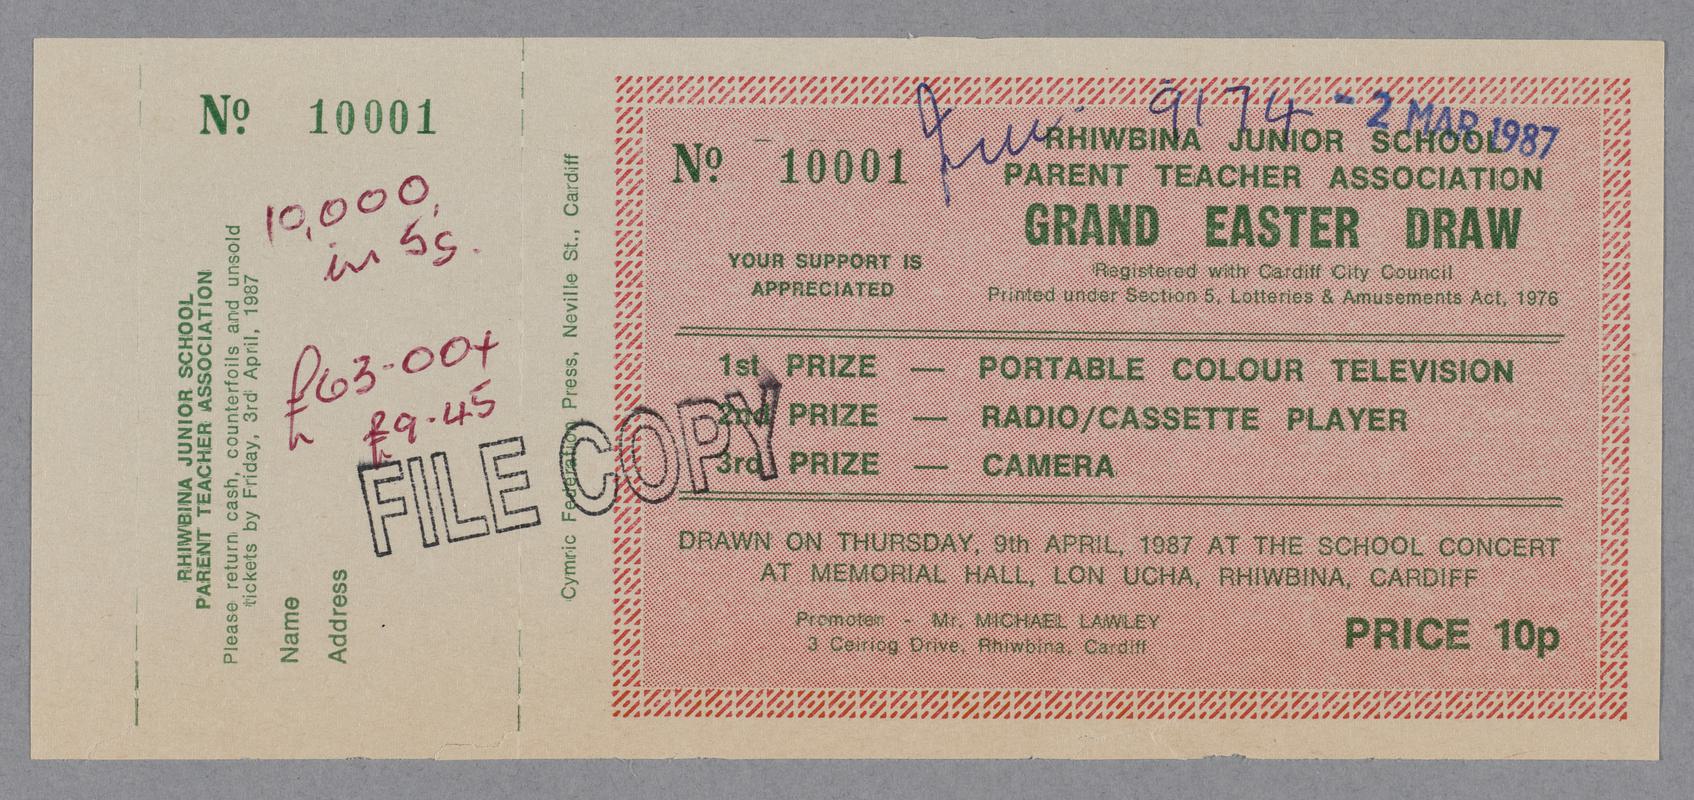 Nº 10001
10,000
in 5s.
£63-00+
£9-45
RHIWBINA JUNIOR SCHOOL
PARENT TEACHER ASSOCIATION
Please return cash, counterfoils and unsold
tickets by Friday, 3rd April, 1987
Name
Address
FILE COPY
Cymric Federation Press, Neville St., Cardiff
9174 - 2 MAR 1987
Nº 10001
RHIWBINA JUNIOR SCHOOL
PARENT TEACHER ASSOCIATION
GRAND EASTER DRAW
YOUR SUPPORT IS
APPRECIATED
Registered with Cardiff City Council
Printed under Section 5, Lotteries & Amusements Act, 1976
1st PRIZE — PORTABLE COLOUR TELEVISION
2nd PRIZE — RADIO/CASSETTE PLAYER
3rd PRIZE — CAMERA
DRAWN ON THURSDAY, 9th APRIL, 1987 AT THE SCHOOL CONCERT
AT MEMORIAL HALL, LON UCHA, RHIWBINA, CARDIFF
Promoter - Mr. MICHAEL LAWLEY
3 Ceiriog Drive, Rhiwbina, Cardiff
PRICE 10p